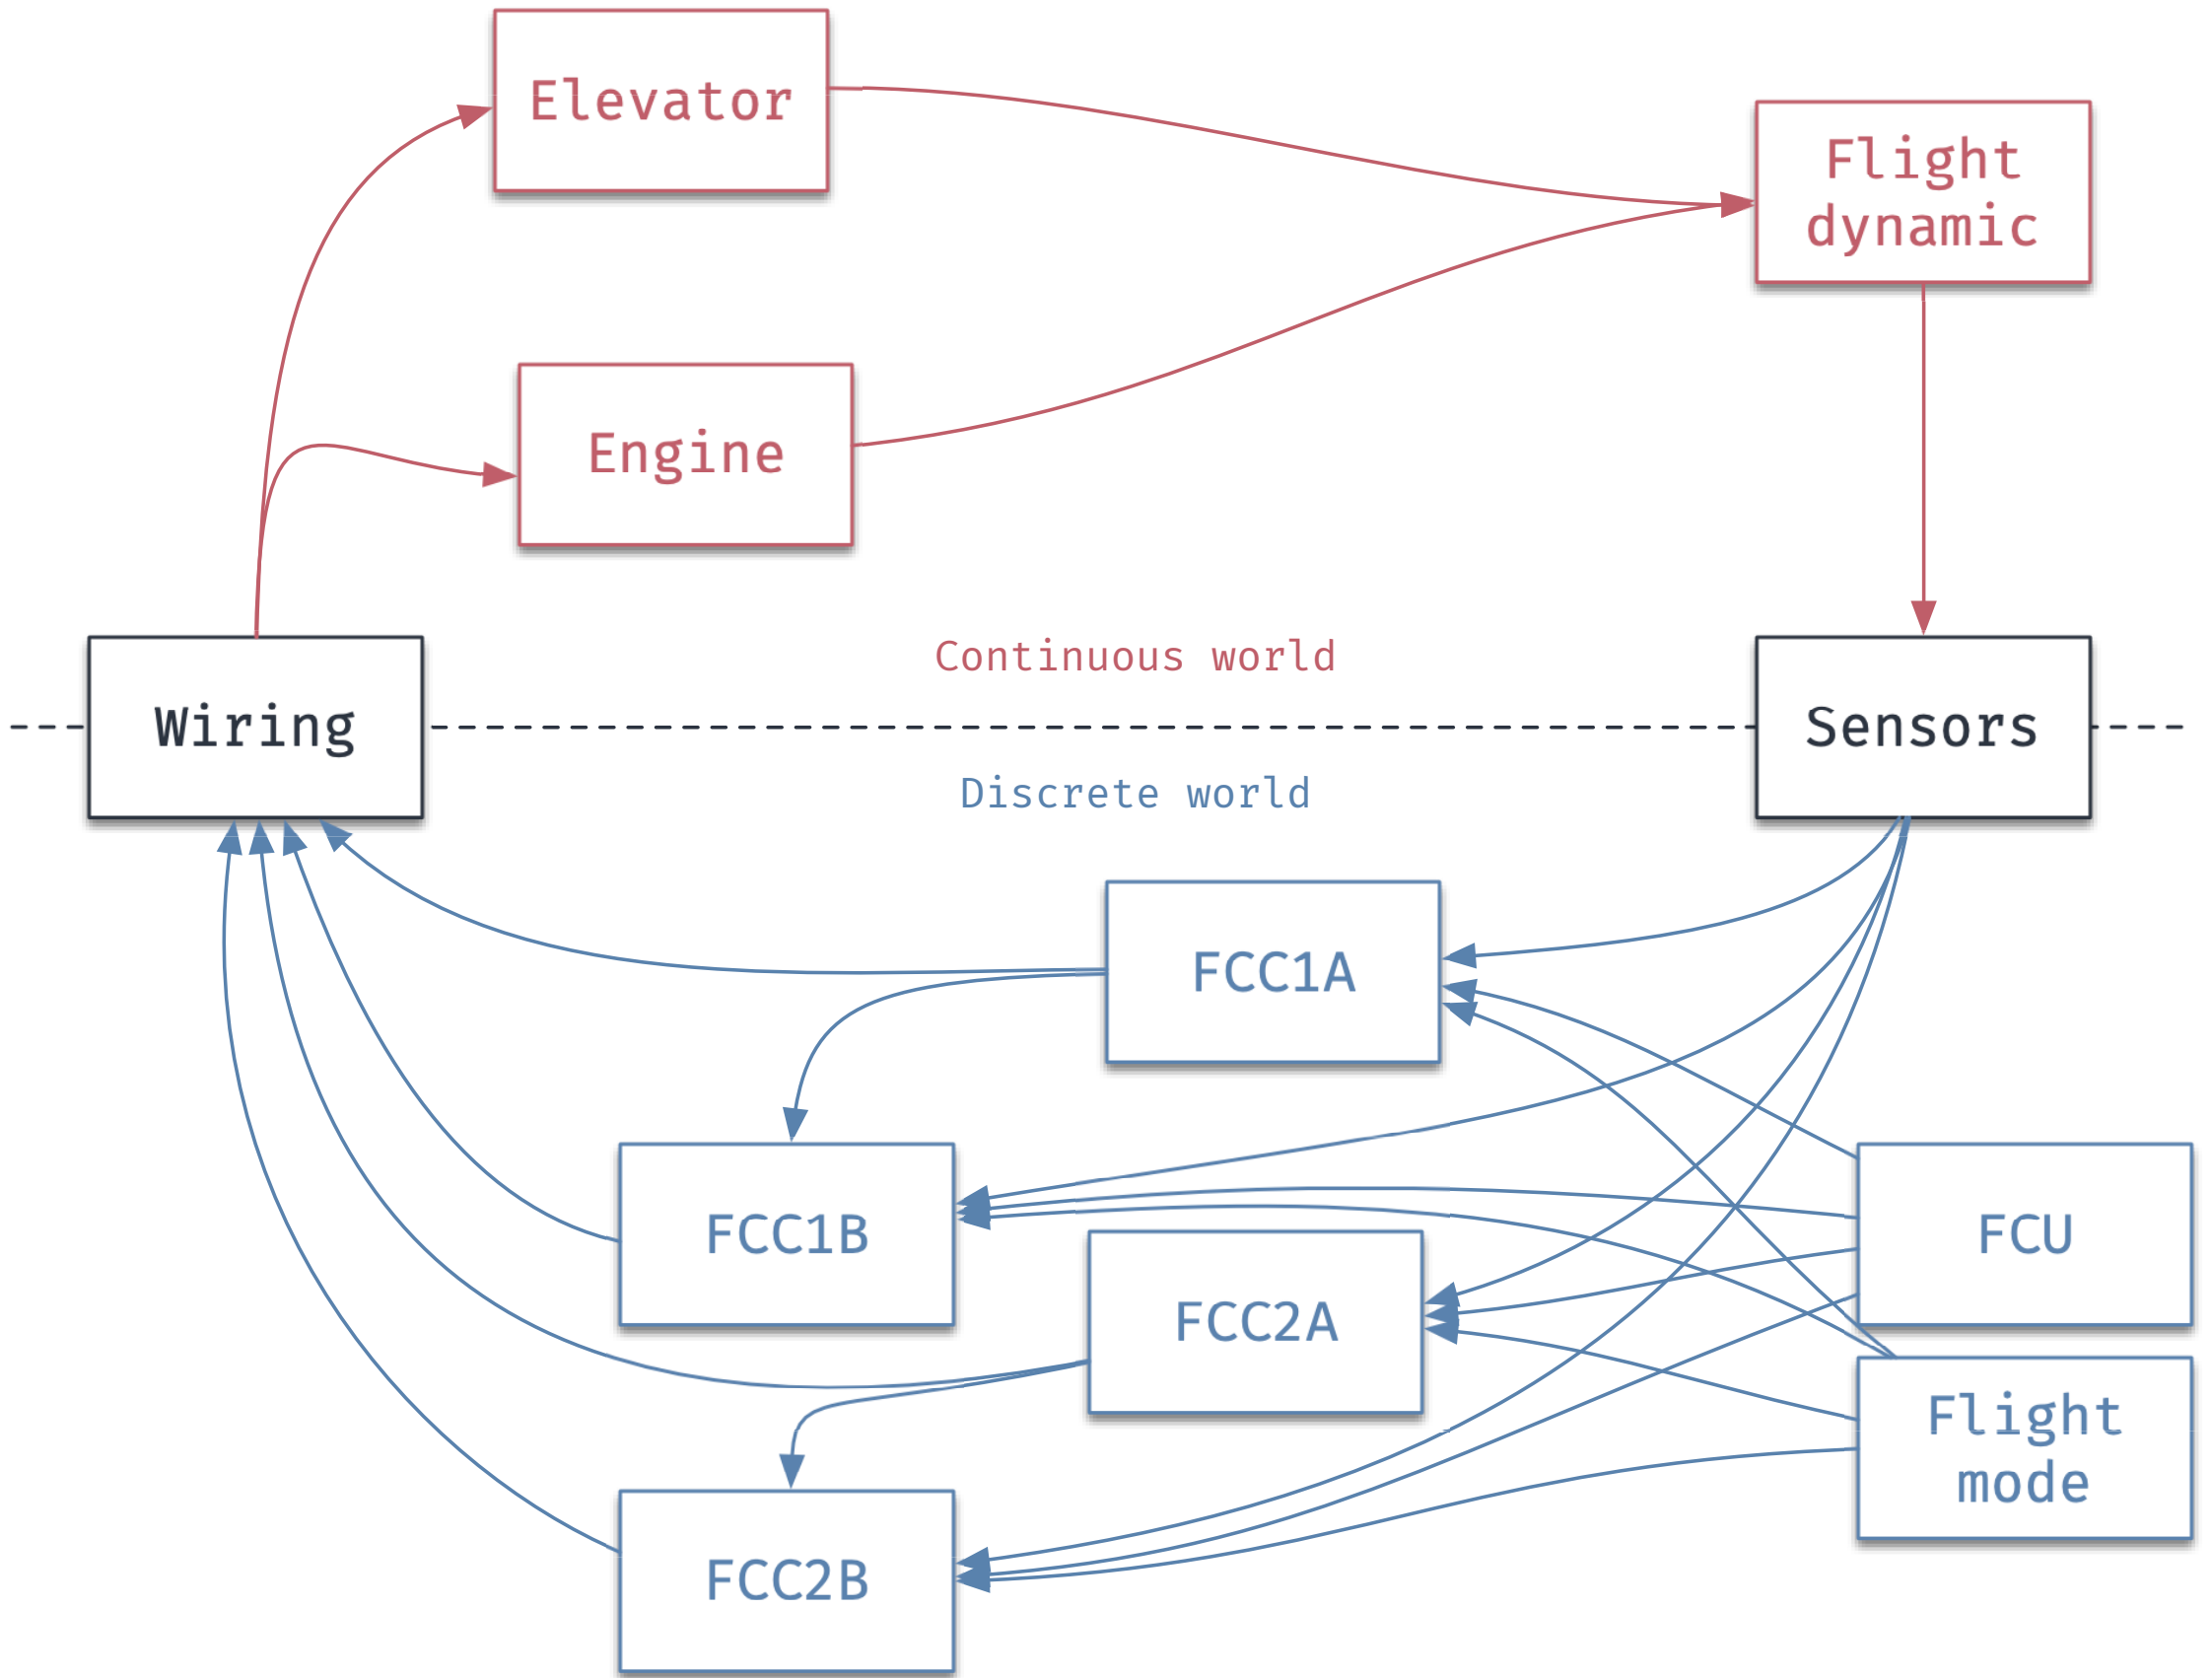 Elevator
Flight
dynamic
Engine
Continuous world
Wiring
Sensors
Discrete world
FCC1A
FCC1B
FCU
FCC2A
Flight
mode
FCC2B